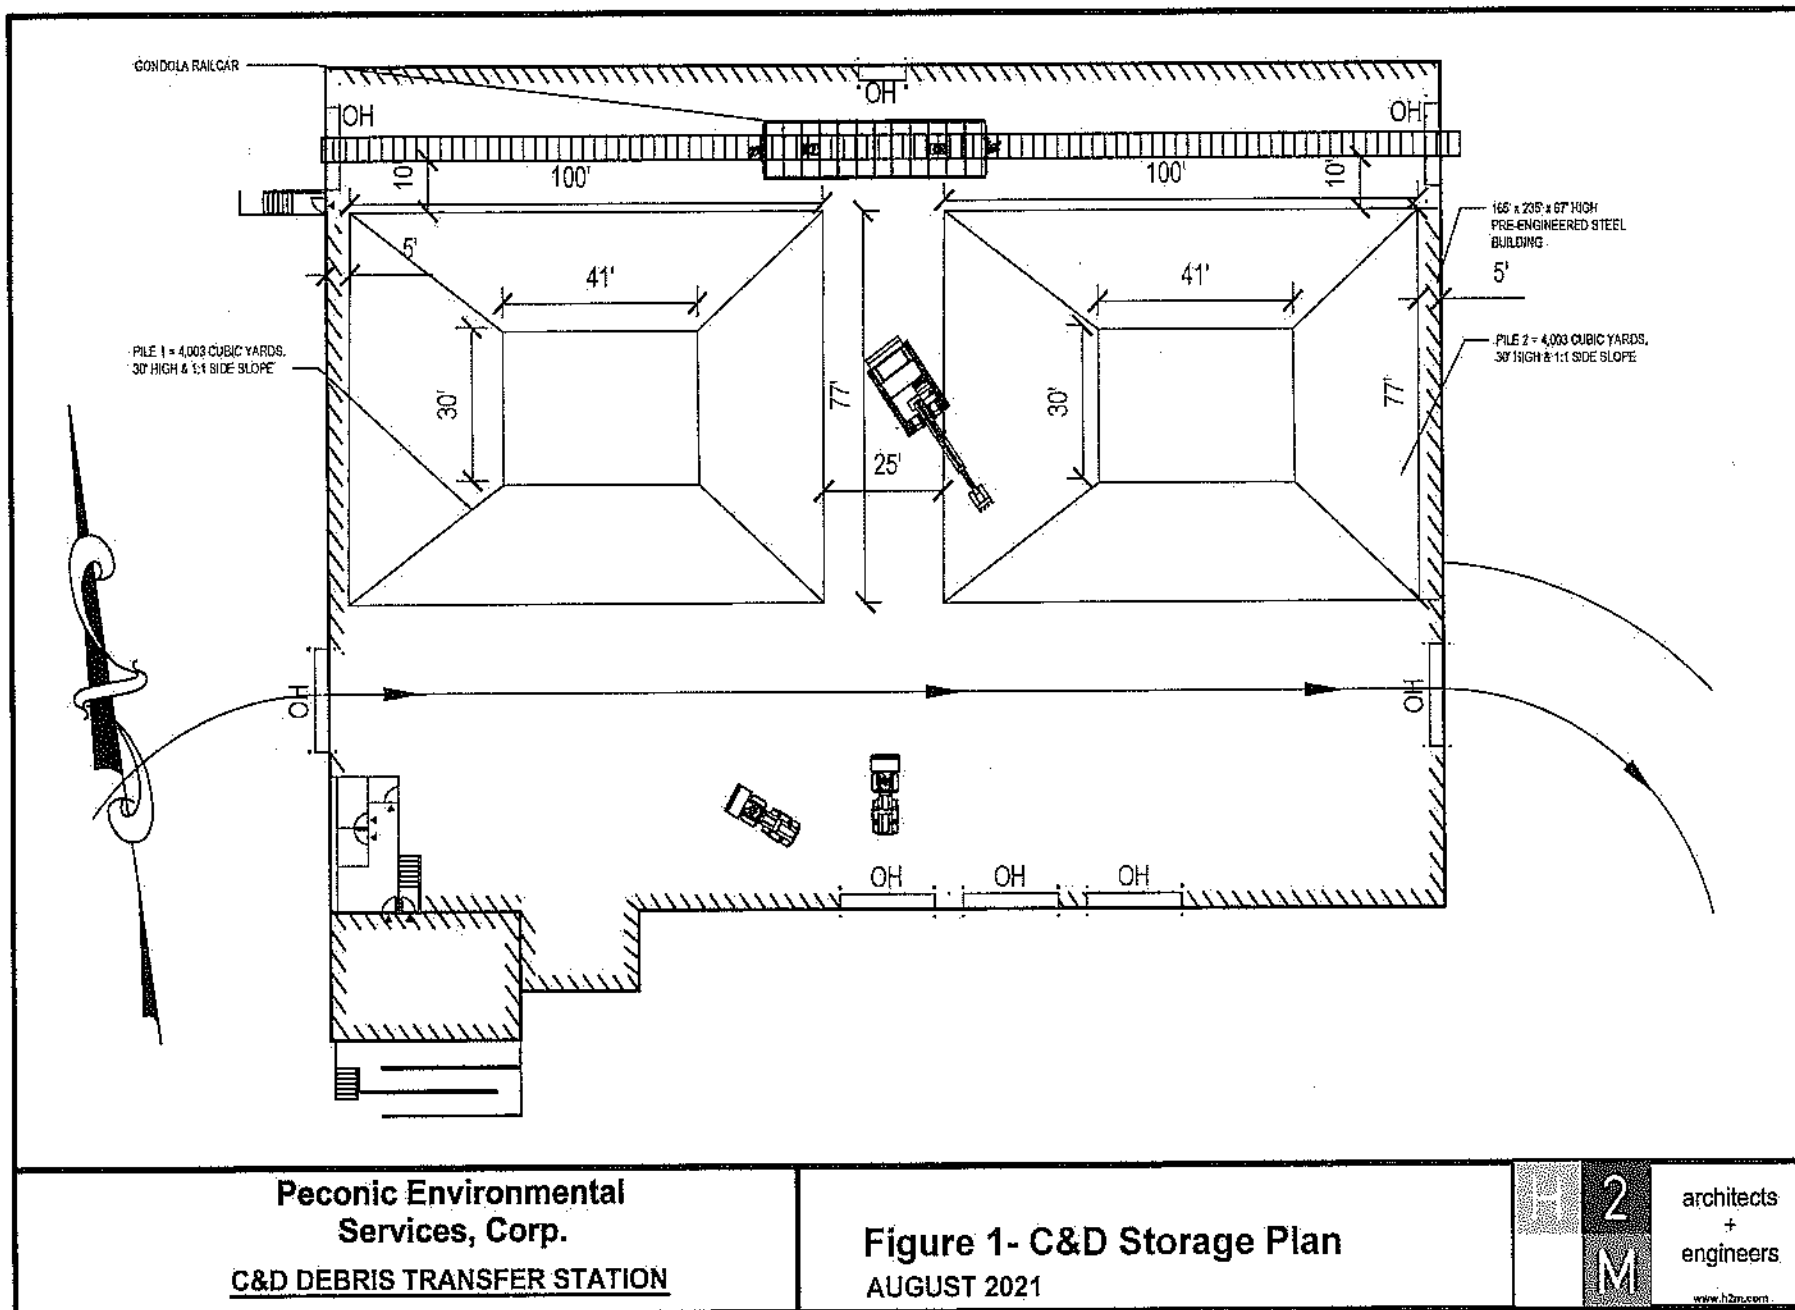 GONDOLA RAILCAR
OH
OH
OH
10'
100'
100'
10'
165' x 235' x 67' HIGH
PRE-ENGINEERED STEEL
BUILDING
5'
41'
41'
5'
PILE 1 = 4,003 CUBIC YARDS,
30' HIGH & 1:1 SIDE SLOPE
PILE 2 = 4,003 CUBIC YARDS,
30' HIGH & 1:1 SIDE SLOPE
30'
77'
30'
77'
25'
OH
OH
OH
OH
OH
Peconic Environmental
Services, Corp.
C&D DEBRIS TRANSFER STATION
Figure 1- C&D Storage Plan
AUGUST 2021
H 2
M
architects
+
engineers
www.h2m.com